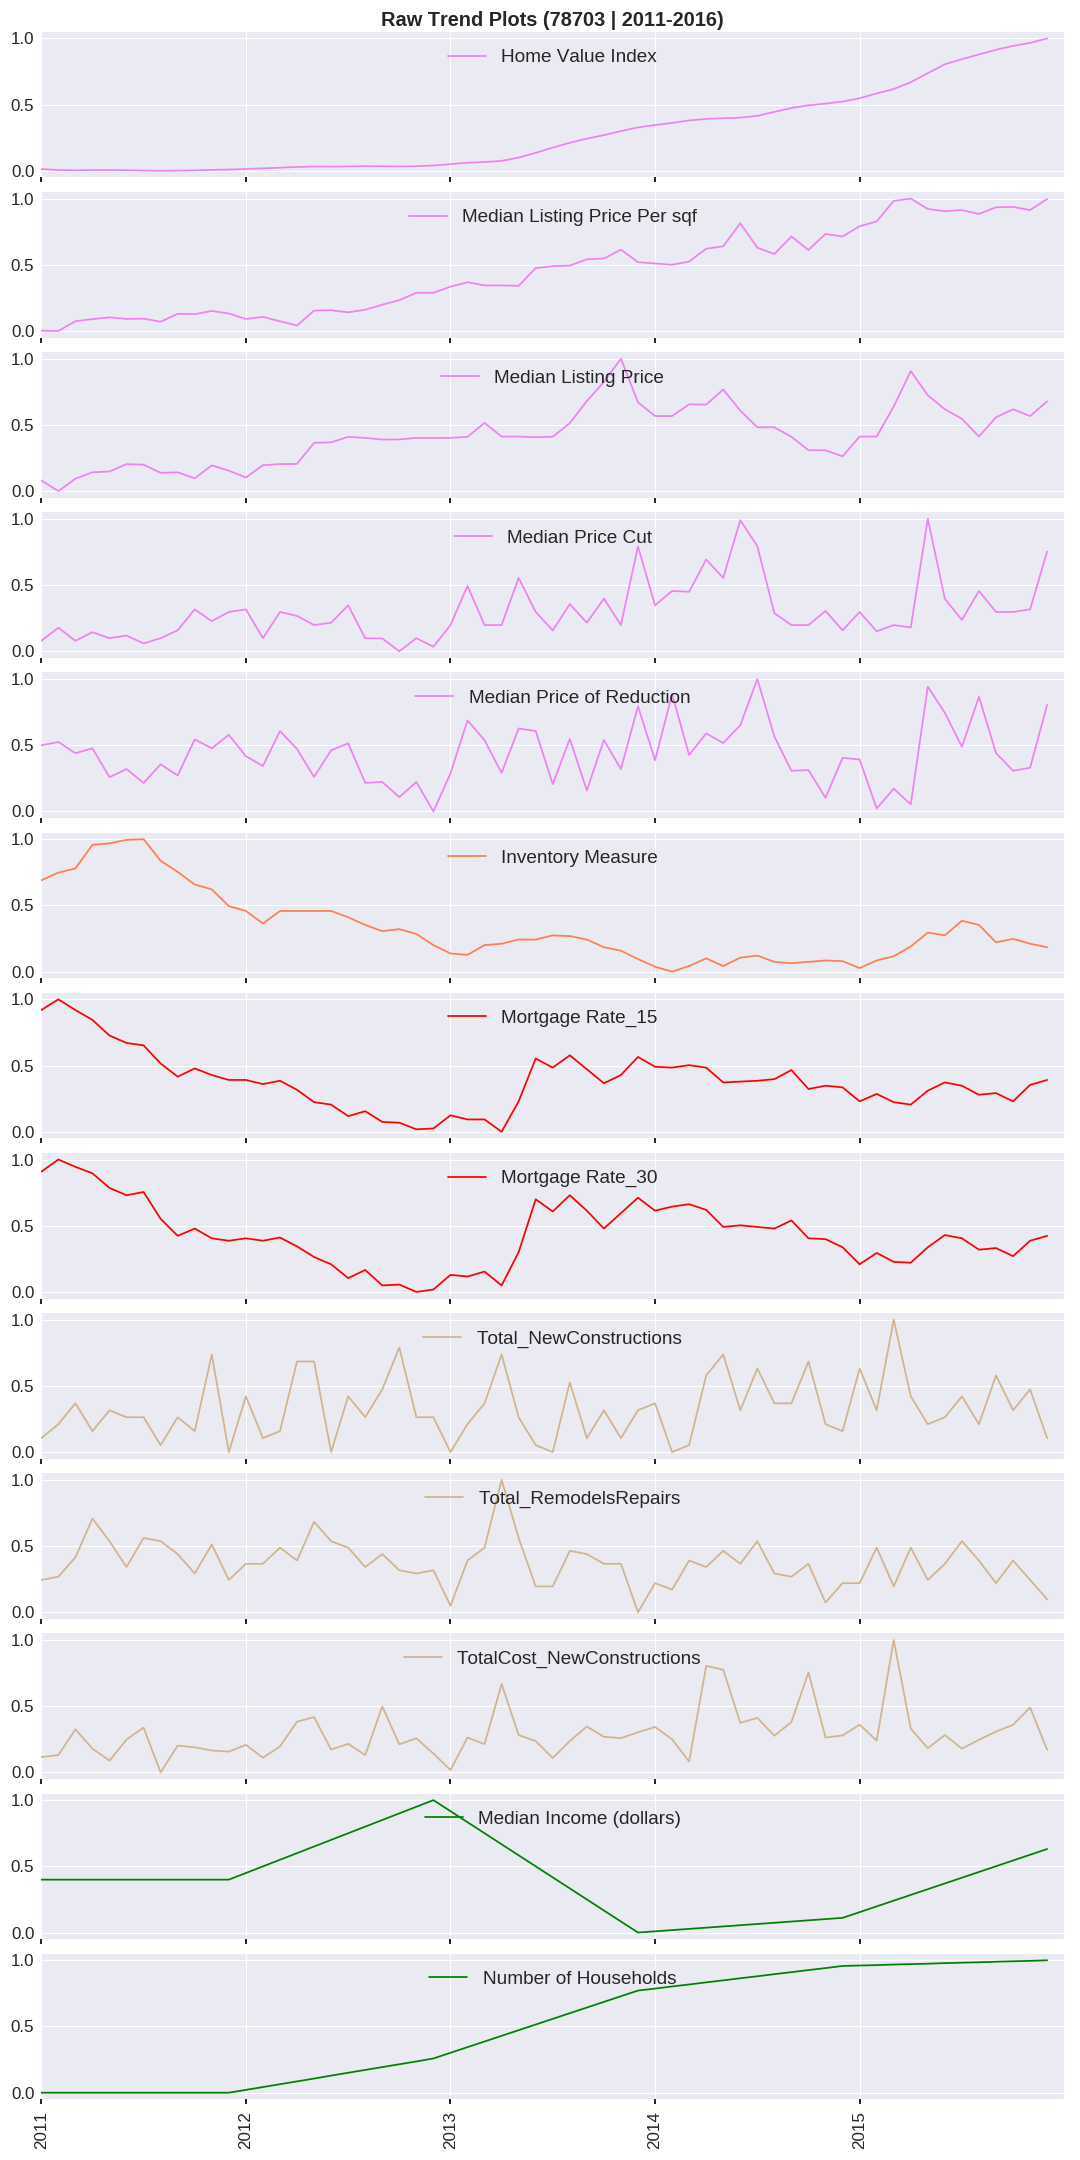 Raw Trend Plots (78703 | 2011-2016)
1.0
Home Value Index
0.5
0.0
1.0
Median Listing Price Per sqf
0.5
0.0
1.0
Median Listing Price
0.5
0.0
1.0
Median Price Cut
0.5
0.0
1.0
Median Price of Reduction
0.5
0.0
1.0
Inventory Measure
0.5
0.0
1.0
Mortgage Rate_15
0.5
0.0
1.0
Mortgage Rate_30
0.5
0.0
1.0
Total_NewConstructions
0.5
0.0
1.0
Total_RemodelsRepairs
0.5
0.0
1.0
TotalCost_NewConstructions
0.5
0.0
1.0
Median Income (dollars)
0.5
0.0
1.0
Number of Households
0.5
0.0
2011 2012 2013 2014 2015